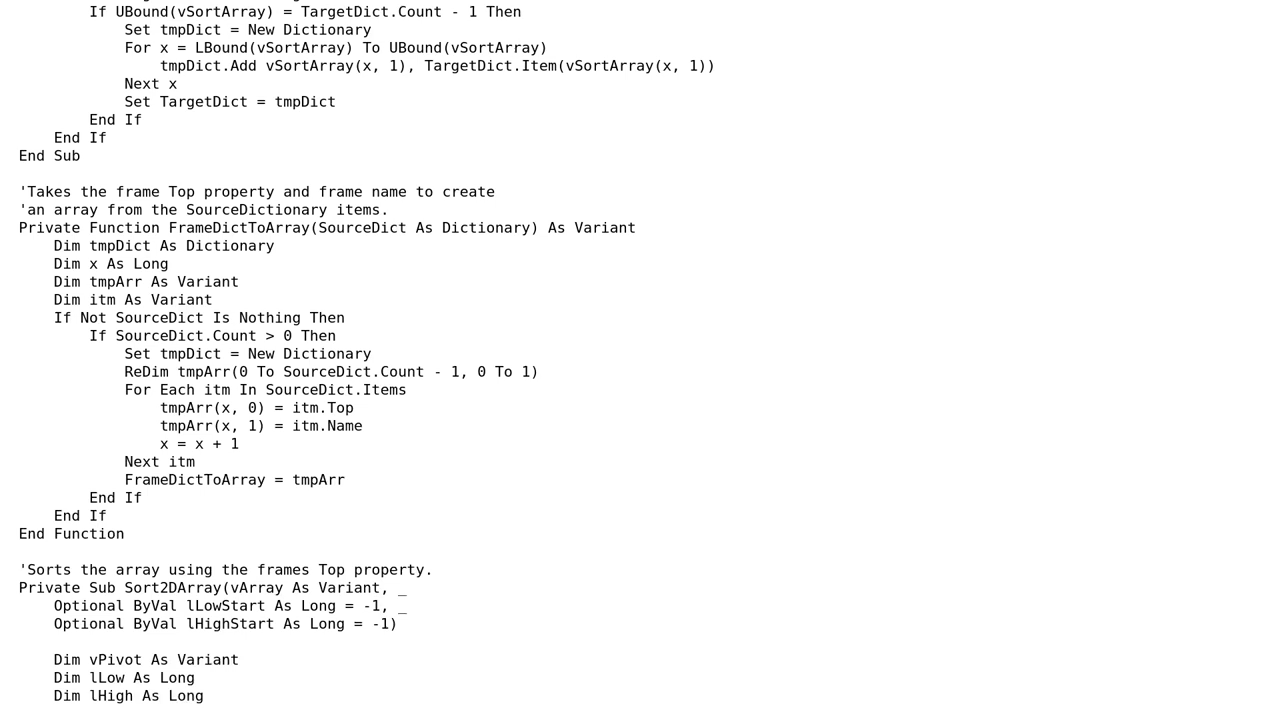 If UBound(vSortArray) = TargetDict.Count - 1 Then
            Set tmpDict = New Dictionary
            For x = LBound(vSortArray) To UBound(vSortArray)
                tmpDict.Add vSortArray(x, 1), TargetDict.Item(vSortArray(x, 1))
            Next x
            Set TargetDict = tmpDict
        End If
    End If
End Sub

'Takes the frame Top property and frame name to create
'an array from the SourceDictionary items.
Private Function FrameDictToArray(SourceDict As Dictionary) As Variant
    Dim tmpDict As Dictionary
    Dim x As Long
    Dim tmpArr As Variant
    Dim itm As Variant
    If Not SourceDict Is Nothing Then
        If SourceDict.Count > 0 Then
            Set tmpDict = New Dictionary
            ReDim tmpArr(0 To SourceDict.Count - 1, 0 To 1)
            For Each itm In SourceDict.Items
                tmpArr(x, 0) = itm.Top
                tmpArr(x, 1) = itm.Name
                x = x + 1
            Next itm
            FrameDictToArray = tmpArr
        End If
    End If
End Function

'Sorts the array using the frames Top property.
Private Sub Sort2DArray(vArray As Variant, _
    Optional ByVal lLowStart As Long = -1, _
    Optional ByVal lHighStart As Long = -1)

    Dim vPivot As Variant
    Dim lLow As Long
    Dim lHigh As Long